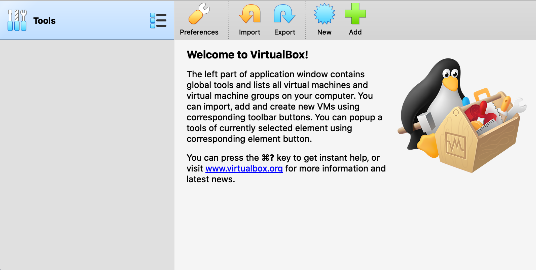 Tools
Preferences Import Export New Add
Welcome to VirtualBox!
The left part of application window contains
global tools and lists all virtual machines and
virtual machine groups on your computer. You
can import, add and create new VMs using
corresponding toolbar buttons. You can popup a
tools of currently selected element using
corresponding element button.
You can press the ⌘? key to get instant help, or
visit www.virtualbox.org for more information and
latest news.
VM